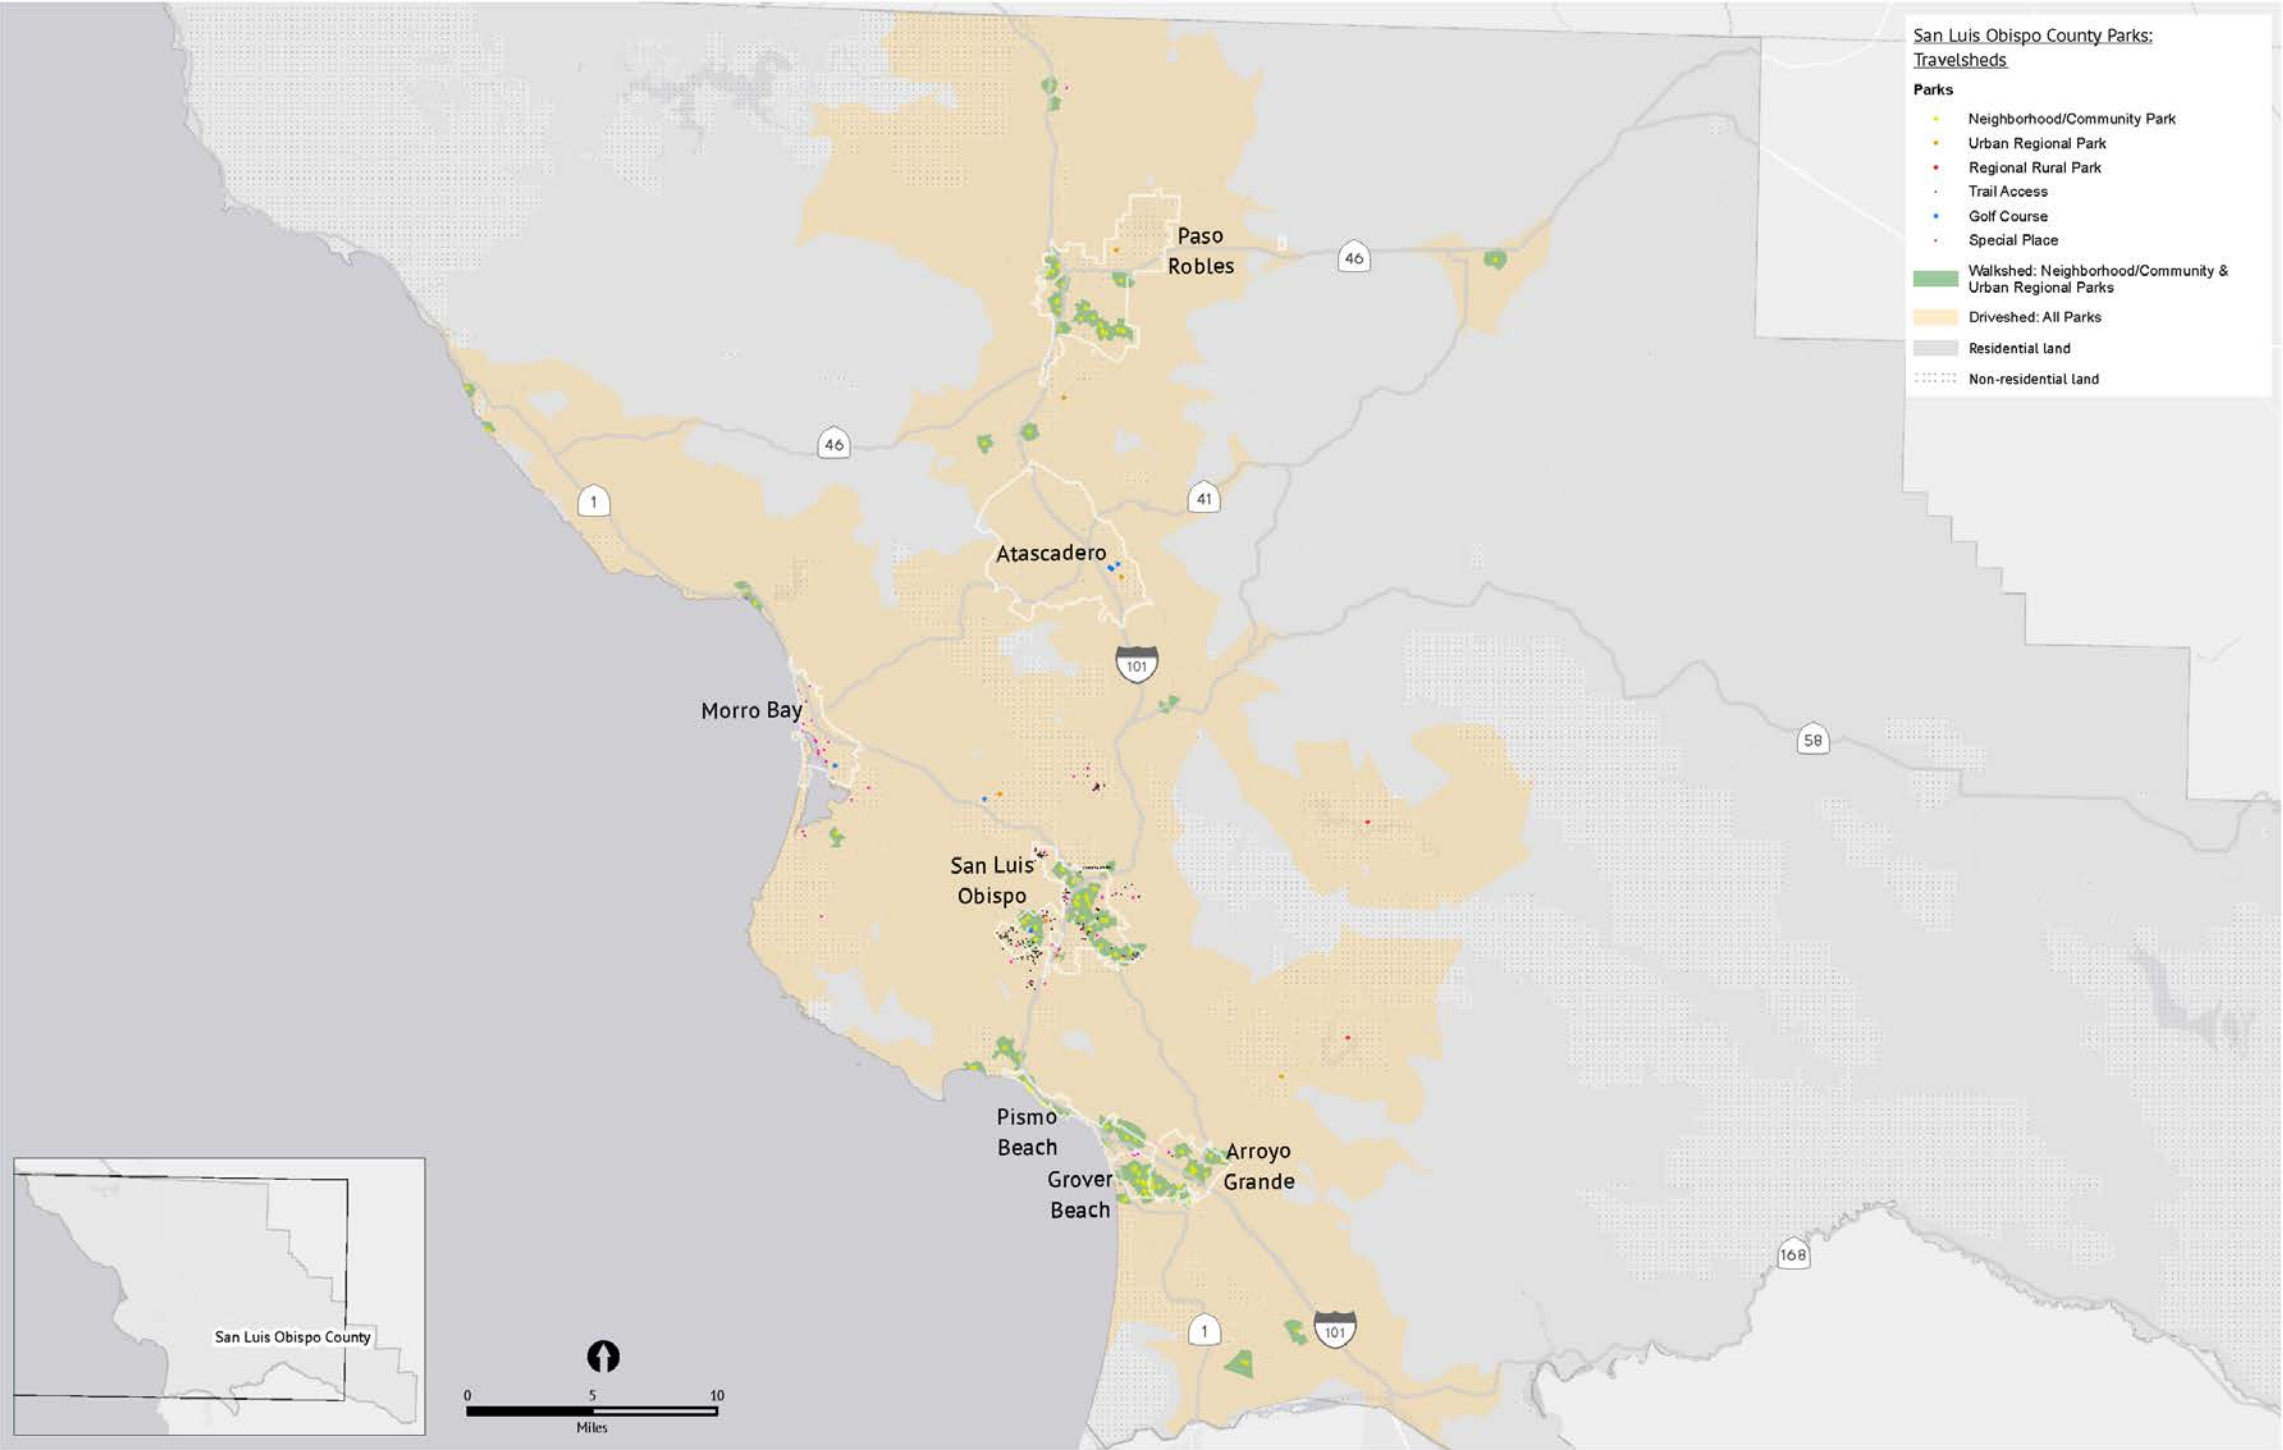 San Luis Obispo County Parks:
Travelsheds
Parks
Neighborhood/Community Park
Urban Regional Park
Regional Rural Park
Trail Access
Golf Course
Special Place
Walkshed: Neighborhood/Community &
Urban Regional Parks
Driveshed: All Parks
Residential land
Non-residential land
Paso
Robles
46
46
1
41
Atascadero
101
Morro Bay
58
San Luis
Obispo
Pismo
Beach
Arroyo
Grande
Grover
Beach
168
1
101
San Luis Obispo County
0 5 10
Miles